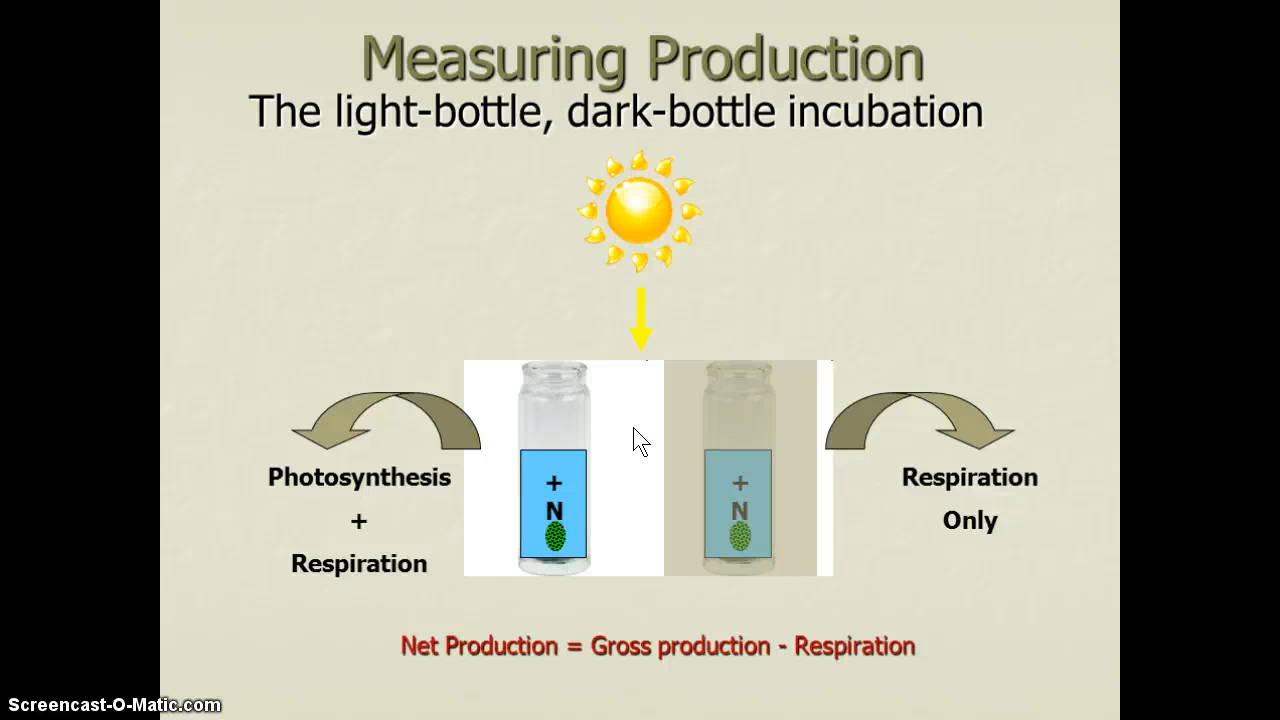 Measuring Production
The light-bottle, dark-bottle incubation
Photosynthesis
+
Respiration
+
N
+
N
Respiration
Only
Net Production = Gross production - Respiration
Screencast-O-Matic.com